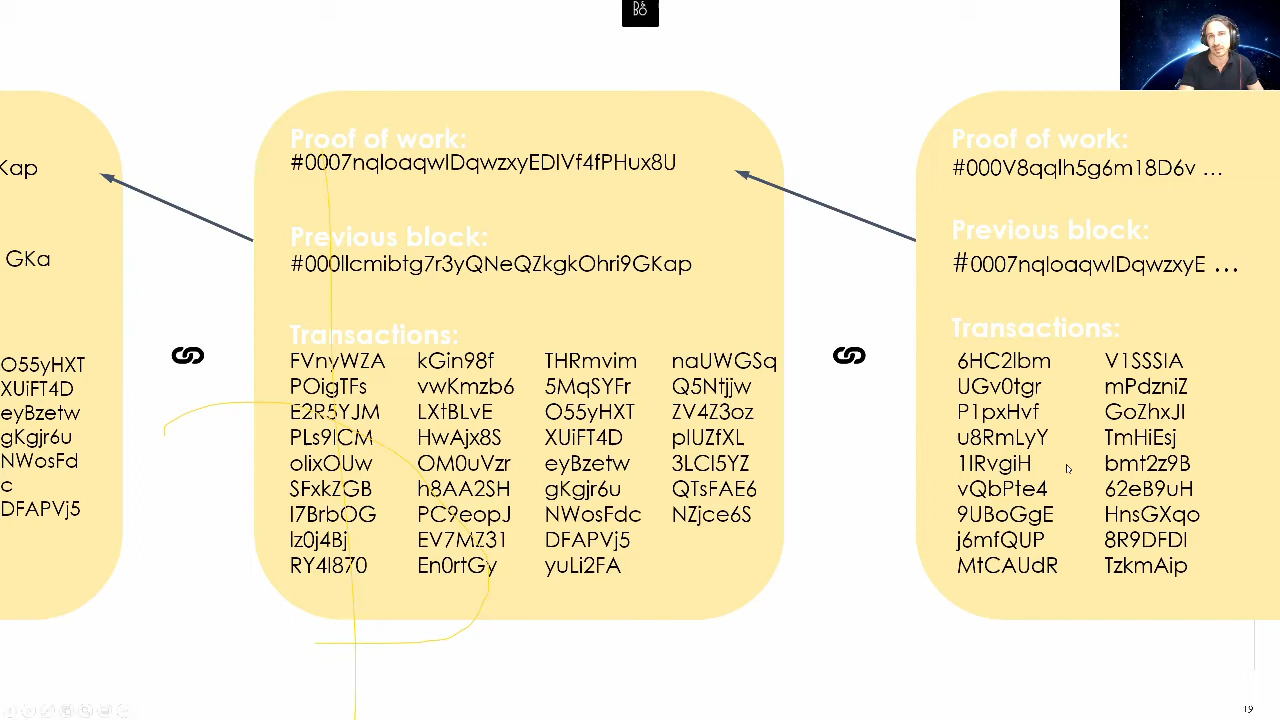 B&
BO
Kap
GKa
O55yHXT
XUiFT4D
eyBzetw
gKgjr6u
NWosFd
c
DFAPVj5
Proof of work:
#0007nqloaqwIDqwzxyEDIVf4fPHux8U
Previous block:
#000llcmibtg7r3yQNeQZkgkOhri9GKap
Transactions:
FVnyWZA kGin98f THRmvim naUWGSq
POigTFs vwKmzb6 5MqSYFr Q5Ntjjw
E2R5YJM LXtBLvE O55yHXT ZV4Z3oz
PLs9ICM HwAjx8S XUiFT4D pIUZfXL
olixOUw OM0uVzr eyBzetw 3LCI5YZ
SFxkZGB h8AA2SH gKgjr6u QTsFAE6
I7BrbOG PC9eopJ NWosFdc NZjce6S
Iz0j4Bj EV7MZ31 DFAPVj5
RY4I870 En0rtGy yuLi2FA
Proof of work:
#000V8qqlh5g6m18D6v ...
Previous block:
#0007nqloaqwIDqwzxyE ...
Transactions:
6HC2lbm V1SSSIA
UGv0tgr mPdzniZ
P1pxHvf GoZhxJI
u8RmLyY TmHiEsj
1IRvgiH bmt2z9B
vQbPte4 62eB9uH
9UBoGgE HnsGXqo
j6mfQUP 8R9DFDI
MtCAUdR TzkmAip
19